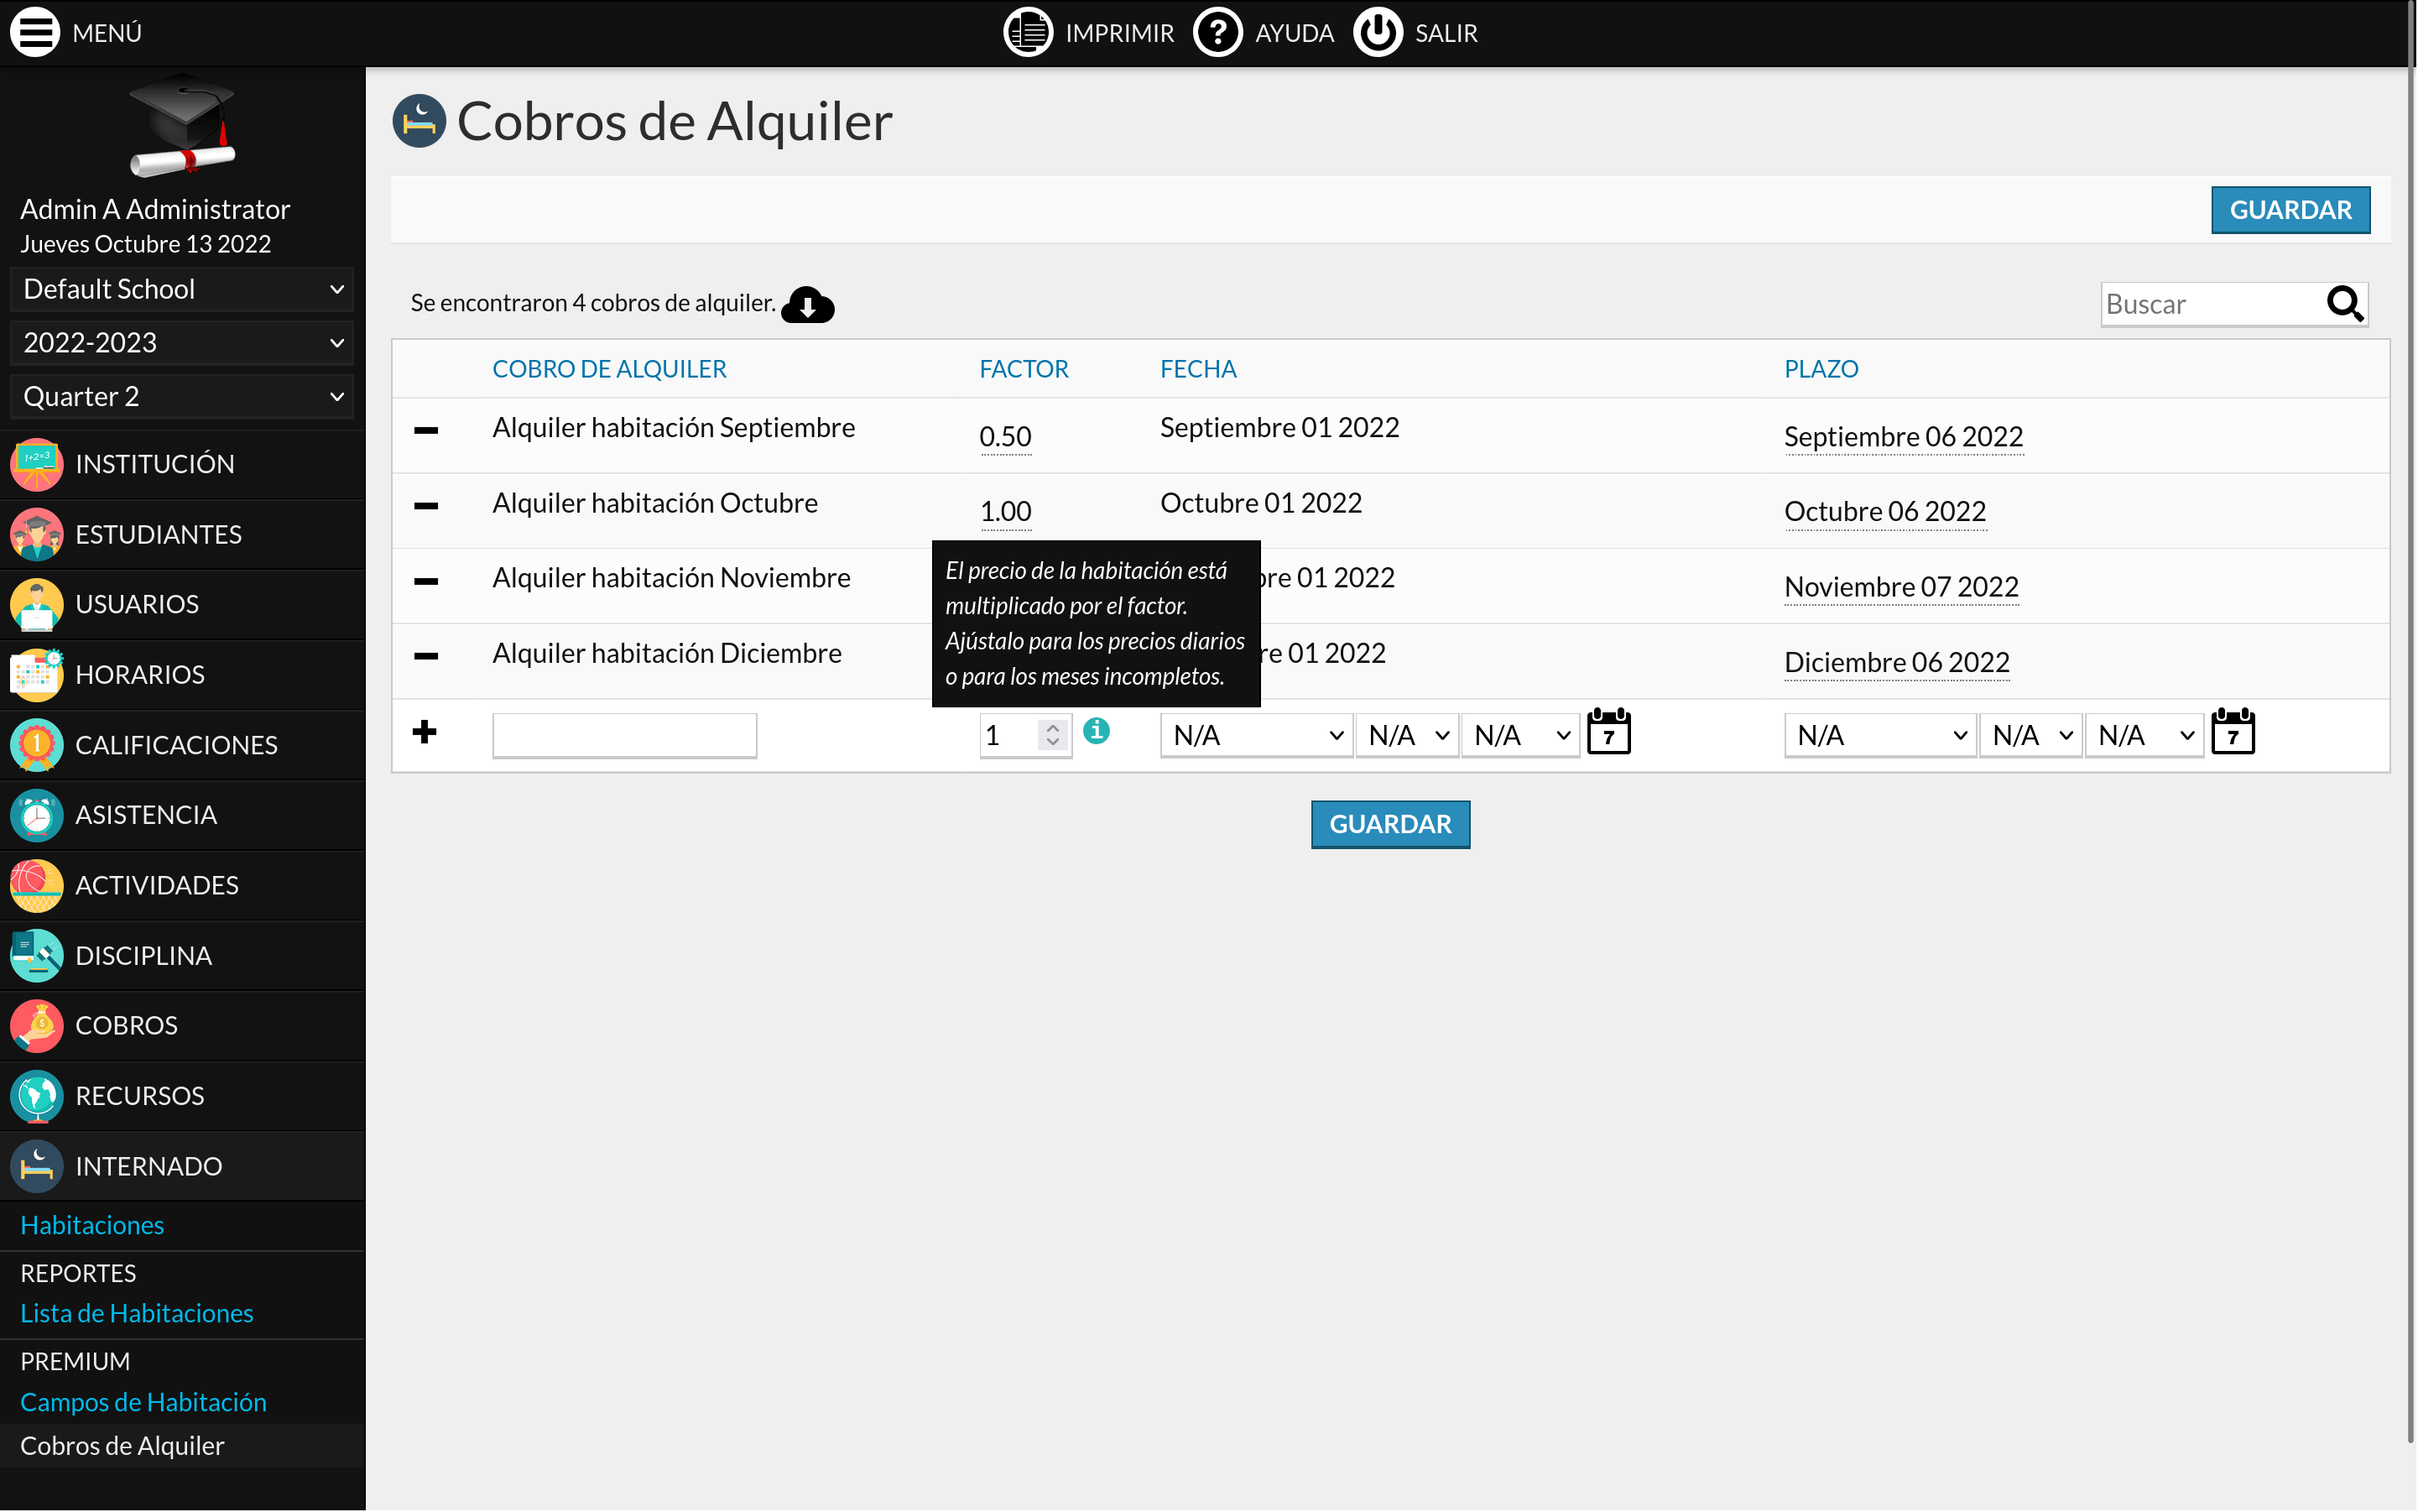 MENÚ
IMPRIMIR
AYUDA
SALIR
Admin A Administrator
Jueves Octubre 13 2022
Default School
2022-2023
Quarter 2
INSTITUCIÓN
ESTUDIANTES
USUARIOS
HORARIOS
CALIFICACIONES
ASISTENCIA
ACTIVIDADES
DISCIPLINA
COBROS
RECURSOS
INTERNADO
Habitaciones
REPORTES
Lista de Habitaciones
PREMIUM
Campos de Habitación
Cobros de Alquiler
Cobros de Alquiler
GUARDAR
Se encontraron 4 cobros de alquiler.
Buscar
COBRO DE ALQUILER FACTOR FECHA PLAZO
Alquiler habitación Septiembre 0.50 Septiembre 01 2022 Septiembre 06 2022
Alquiler habitación Octubre 1.00 Octubre 01 2022 Octubre 06 2022
Alquiler habitación Noviembre bre 01 2022 Noviembre 07 2022
Alquiler habitación Diciembre re 01 2022 Diciembre 06 2022
El precio de la habitación está
multiplicado por el factor.
Ajústalo para los precios diarios
o para los meses incompletos.
1 N/A N/A N/A 7 N/A N/A N/A 7
GUARDAR